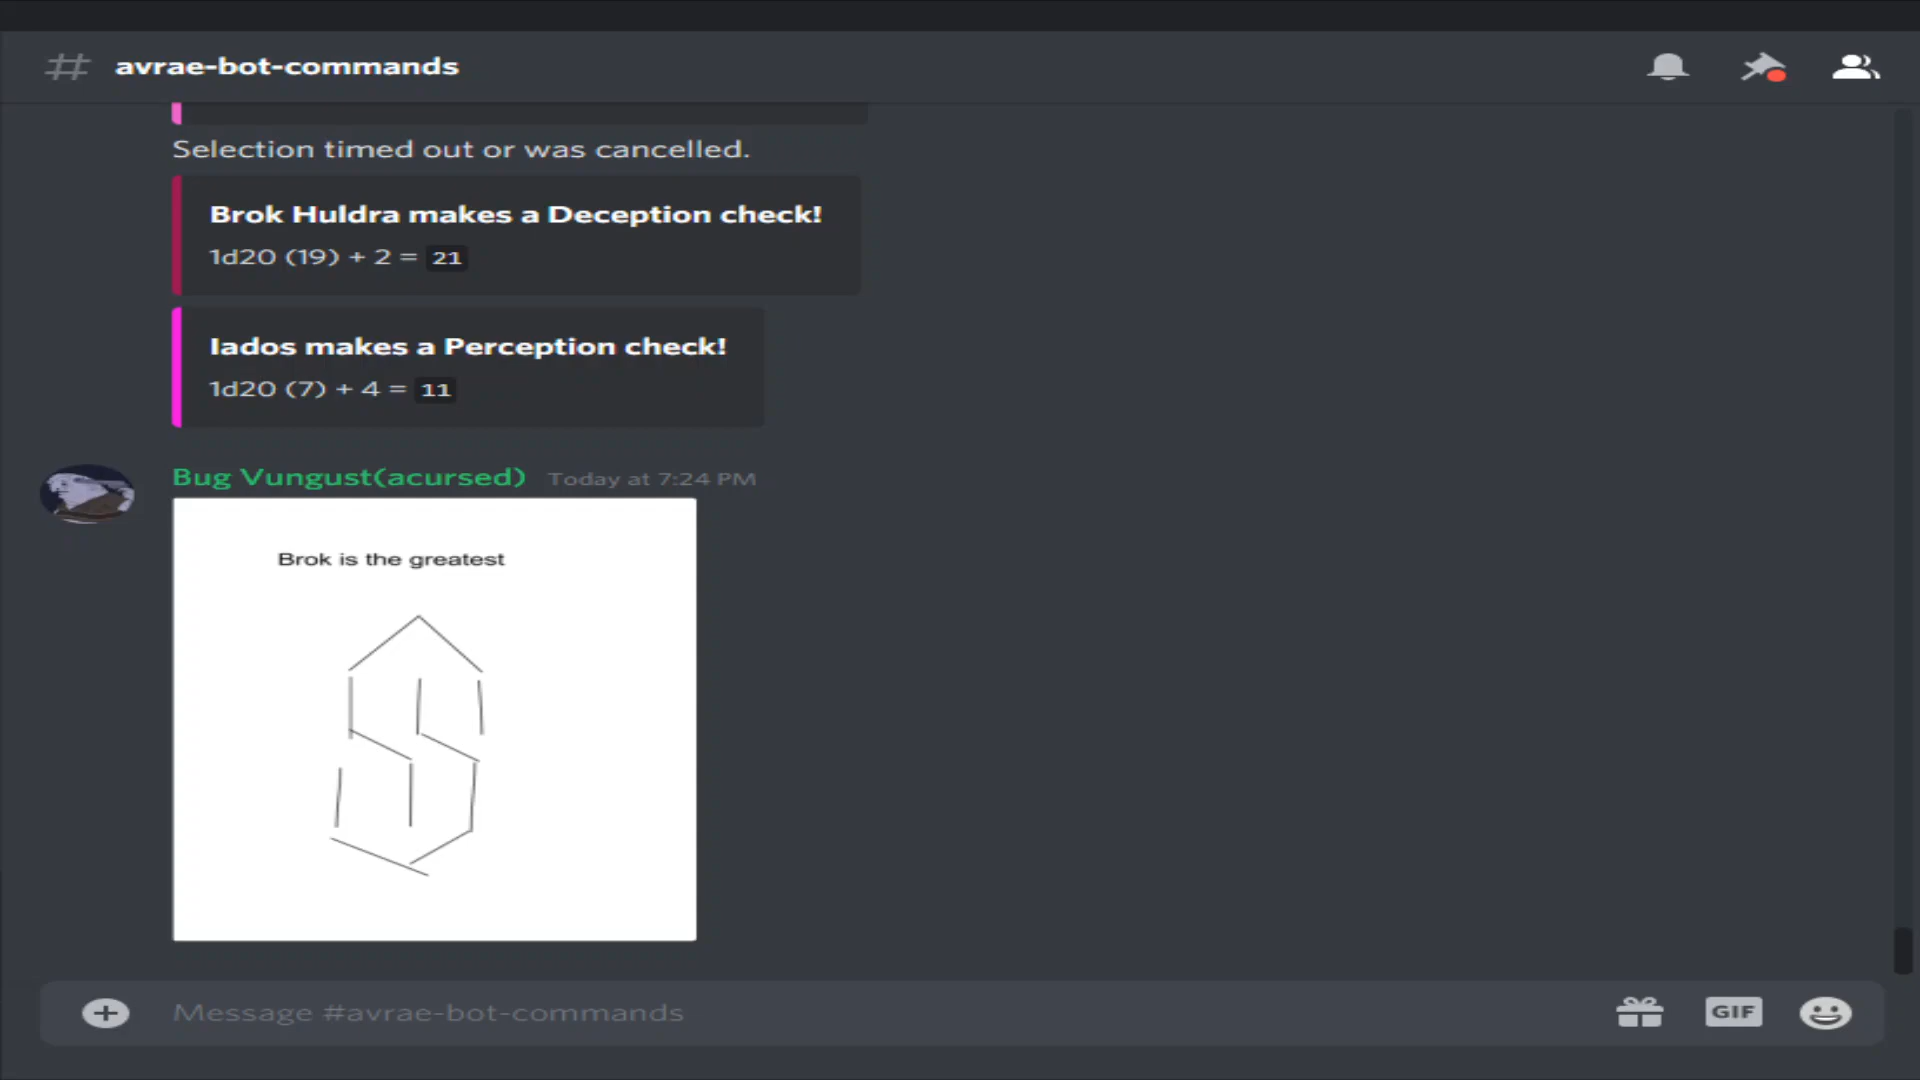 # avrae-bot-commands
Selection timed out or was cancelled.
Brok Huldra makes a Deception check!
1d20 (19) + 2 = 21
Iados makes a Perception check!
1d20 (7) + 4 = 11
Bug Vungust(acursed) Today at 7:24 PM
Brok is the greatest
Message #avrae-bot-commands
GIF